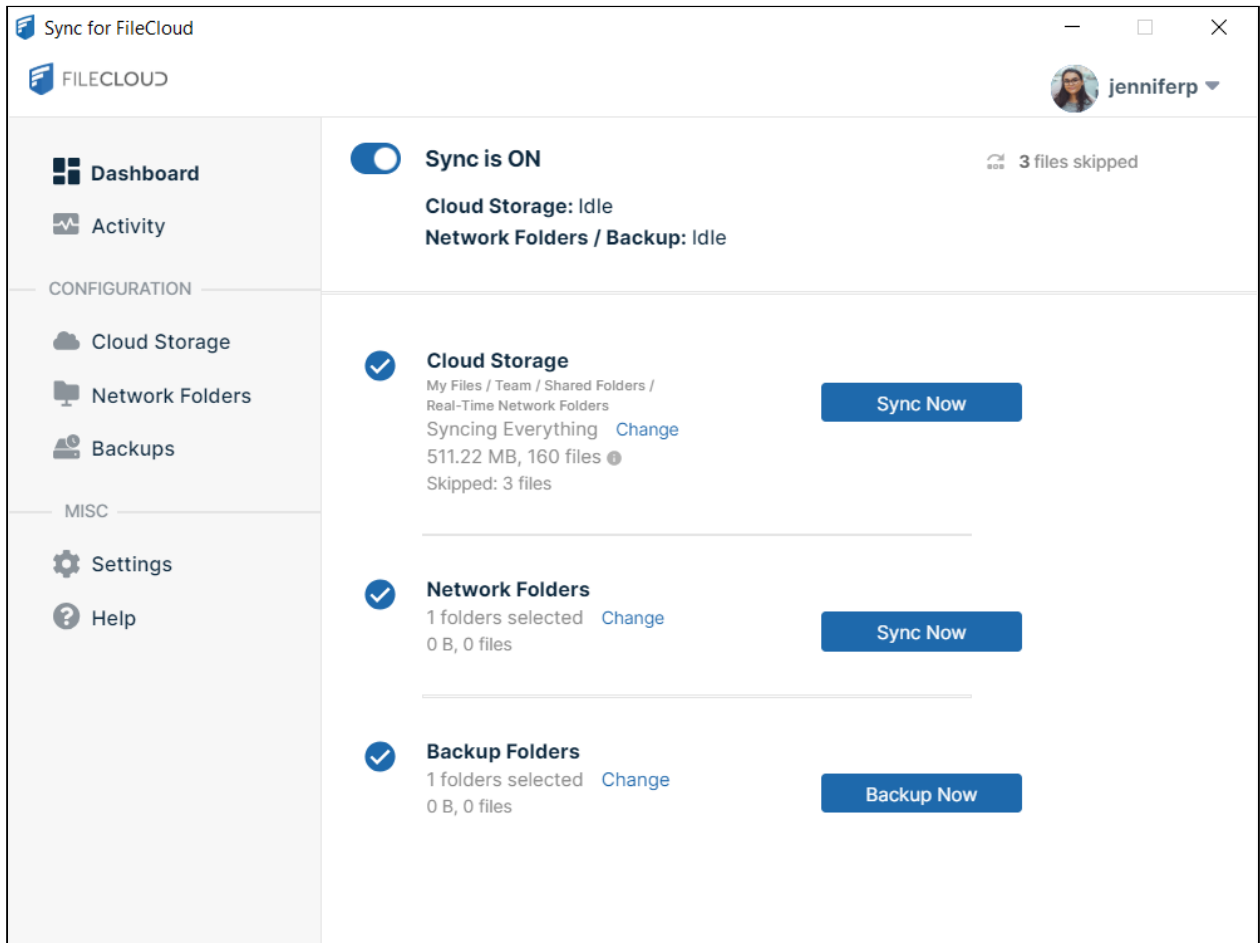 Sync for FileCloud
FILECLOUD
jenniferp
Dashboard
Activity
CONFIGURATION
Cloud Storage
Network Folders
Backups
MISC
Settings
Help
Sync is ON
3 files skipped
Cloud Storage: Idle
Network Folders / Backup: Idle
Cloud Storage
My Files / Team / Shared Folders /
Real-Time Network Folders
Syncing Everything Change
511.22 MB, 160 files
Skipped: 3 files
Sync Now
Network Folders
1 folders selected Change
0 B, 0 files
Sync Now
Backup Folders
1 folders selected Change
0 B, 0 files
Backup Now